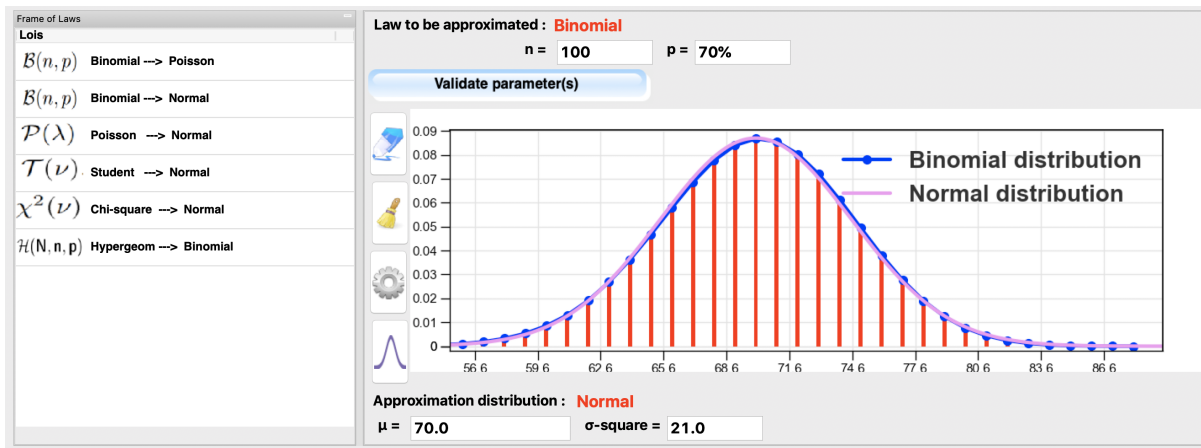 Frame of Laws
Lois
B(n, p) Binomial ---> Poisson
B(n, p) Binomial ---> Normal
P(λ) Poisson ---> Normal
T(ν). Student ---> Normal
χ²(ν) Chi-square ---> Normal
H(N, n, p) Hypergeom ---> Binomial
Law to be approximated : Binomial
n = 100 p = 70%
Validate parameter(s)
0.09
0.08
0.07
0.06
0.05
0.04
0.03
0.02
0.01
0
Binomial distribution
Normal distribution
56 6 59 6 62 6 65 6 68 6 71 6 74 6 77 6 80 6 83 6 86 6
Approximation distribution : Normal
μ = 70.0 σ-square = 21.0